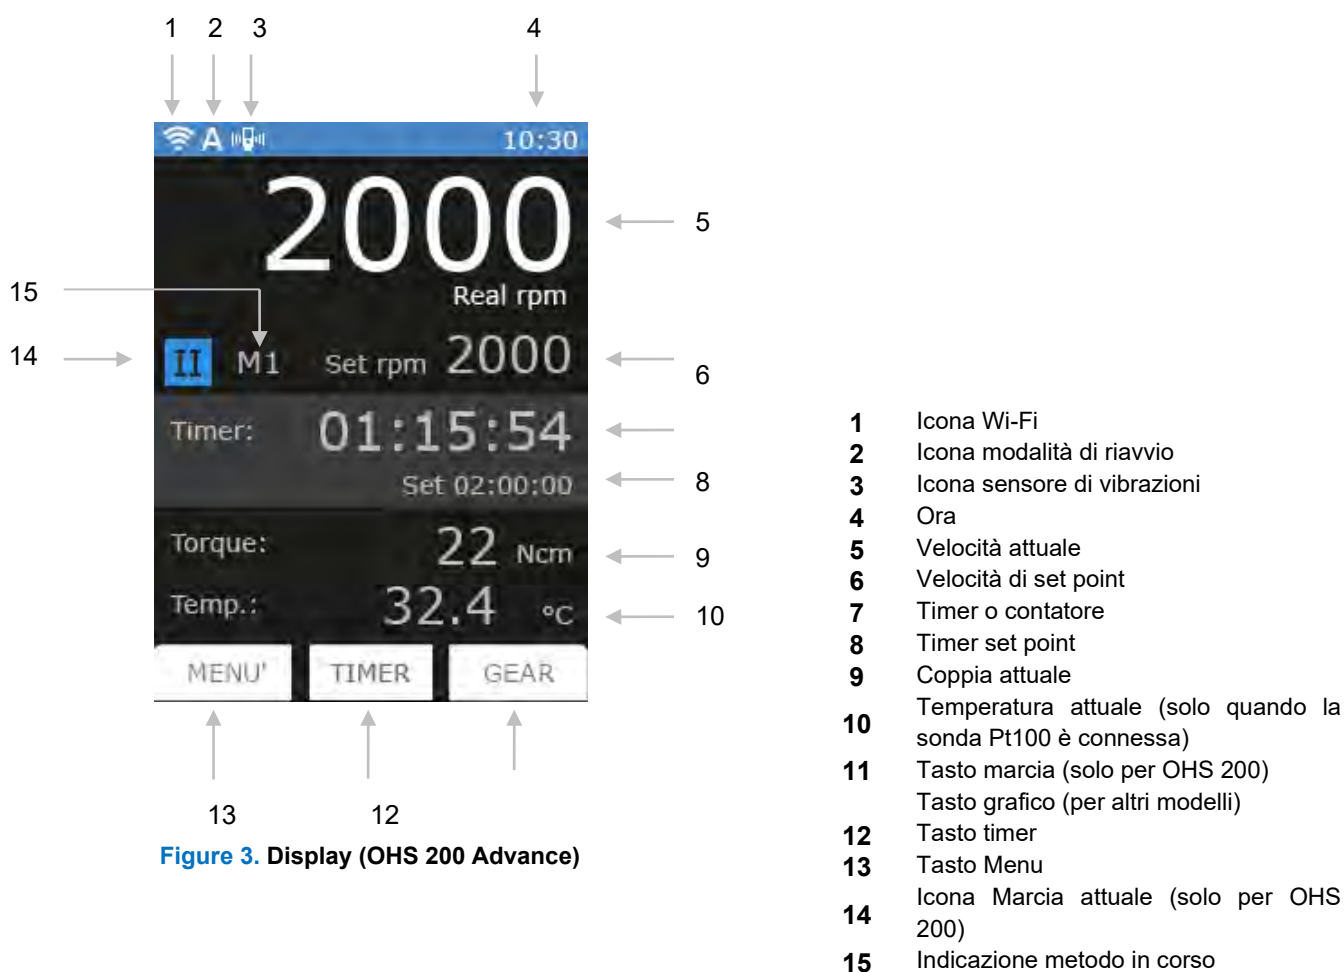 1 2 3 4
A 10:30
2000
5
Real rpm
15
14
II M1 Set rpm 2000
6
Timer: 01:15:54
Set 02:00:00
8
Torque: 22 Ncm
9
Temp.: 32.4 °C
10
MENU' TIMER GEAR
13 12
Figure 3. Display (OHS 200 Advance)
1 Icona Wi-Fi
2 Icona modalità di riavvio
3 Icona sensore di vibrazioni
4 Ora
5 Velocità attuale
6 Velocità di set point
7 Timer o contatore
8 Timer set point
9 Coppia attuale
10 Temperatura attuale (solo quando la
sonda Pt100 è connessa)
11 Tasto marcia (solo per OHS 200)
Tasto grafico (per altri modelli)
12 Tasto timer
13 Tasto Menu
14 Icona Marcia attuale (solo per OHS
200)
15 Indicazione metodo in corso